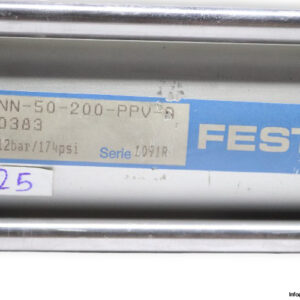 NN-50-200-PPV-A
0383
12bar/174psi
Serie L091R
FEST
25